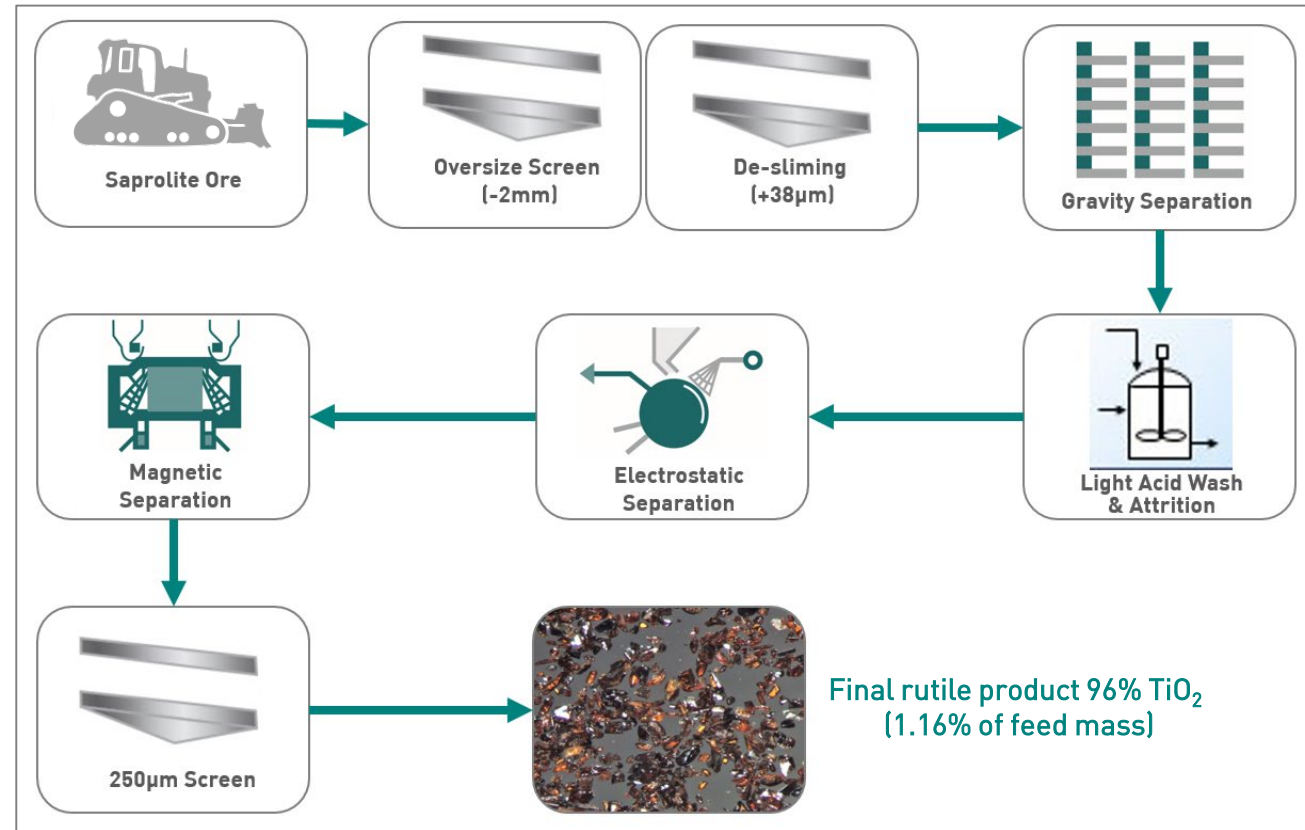 Saprolite Ore
Oversize Screen
(-2mm)
De-sliming
(+38µm)
Gravity Separation
Magnetic
Separation
Electrostatic
Separation
Light Acid Wash
& Attrition
250µm Screen
Final rutile product 96% TiO₂
(1.16% of feed mass)